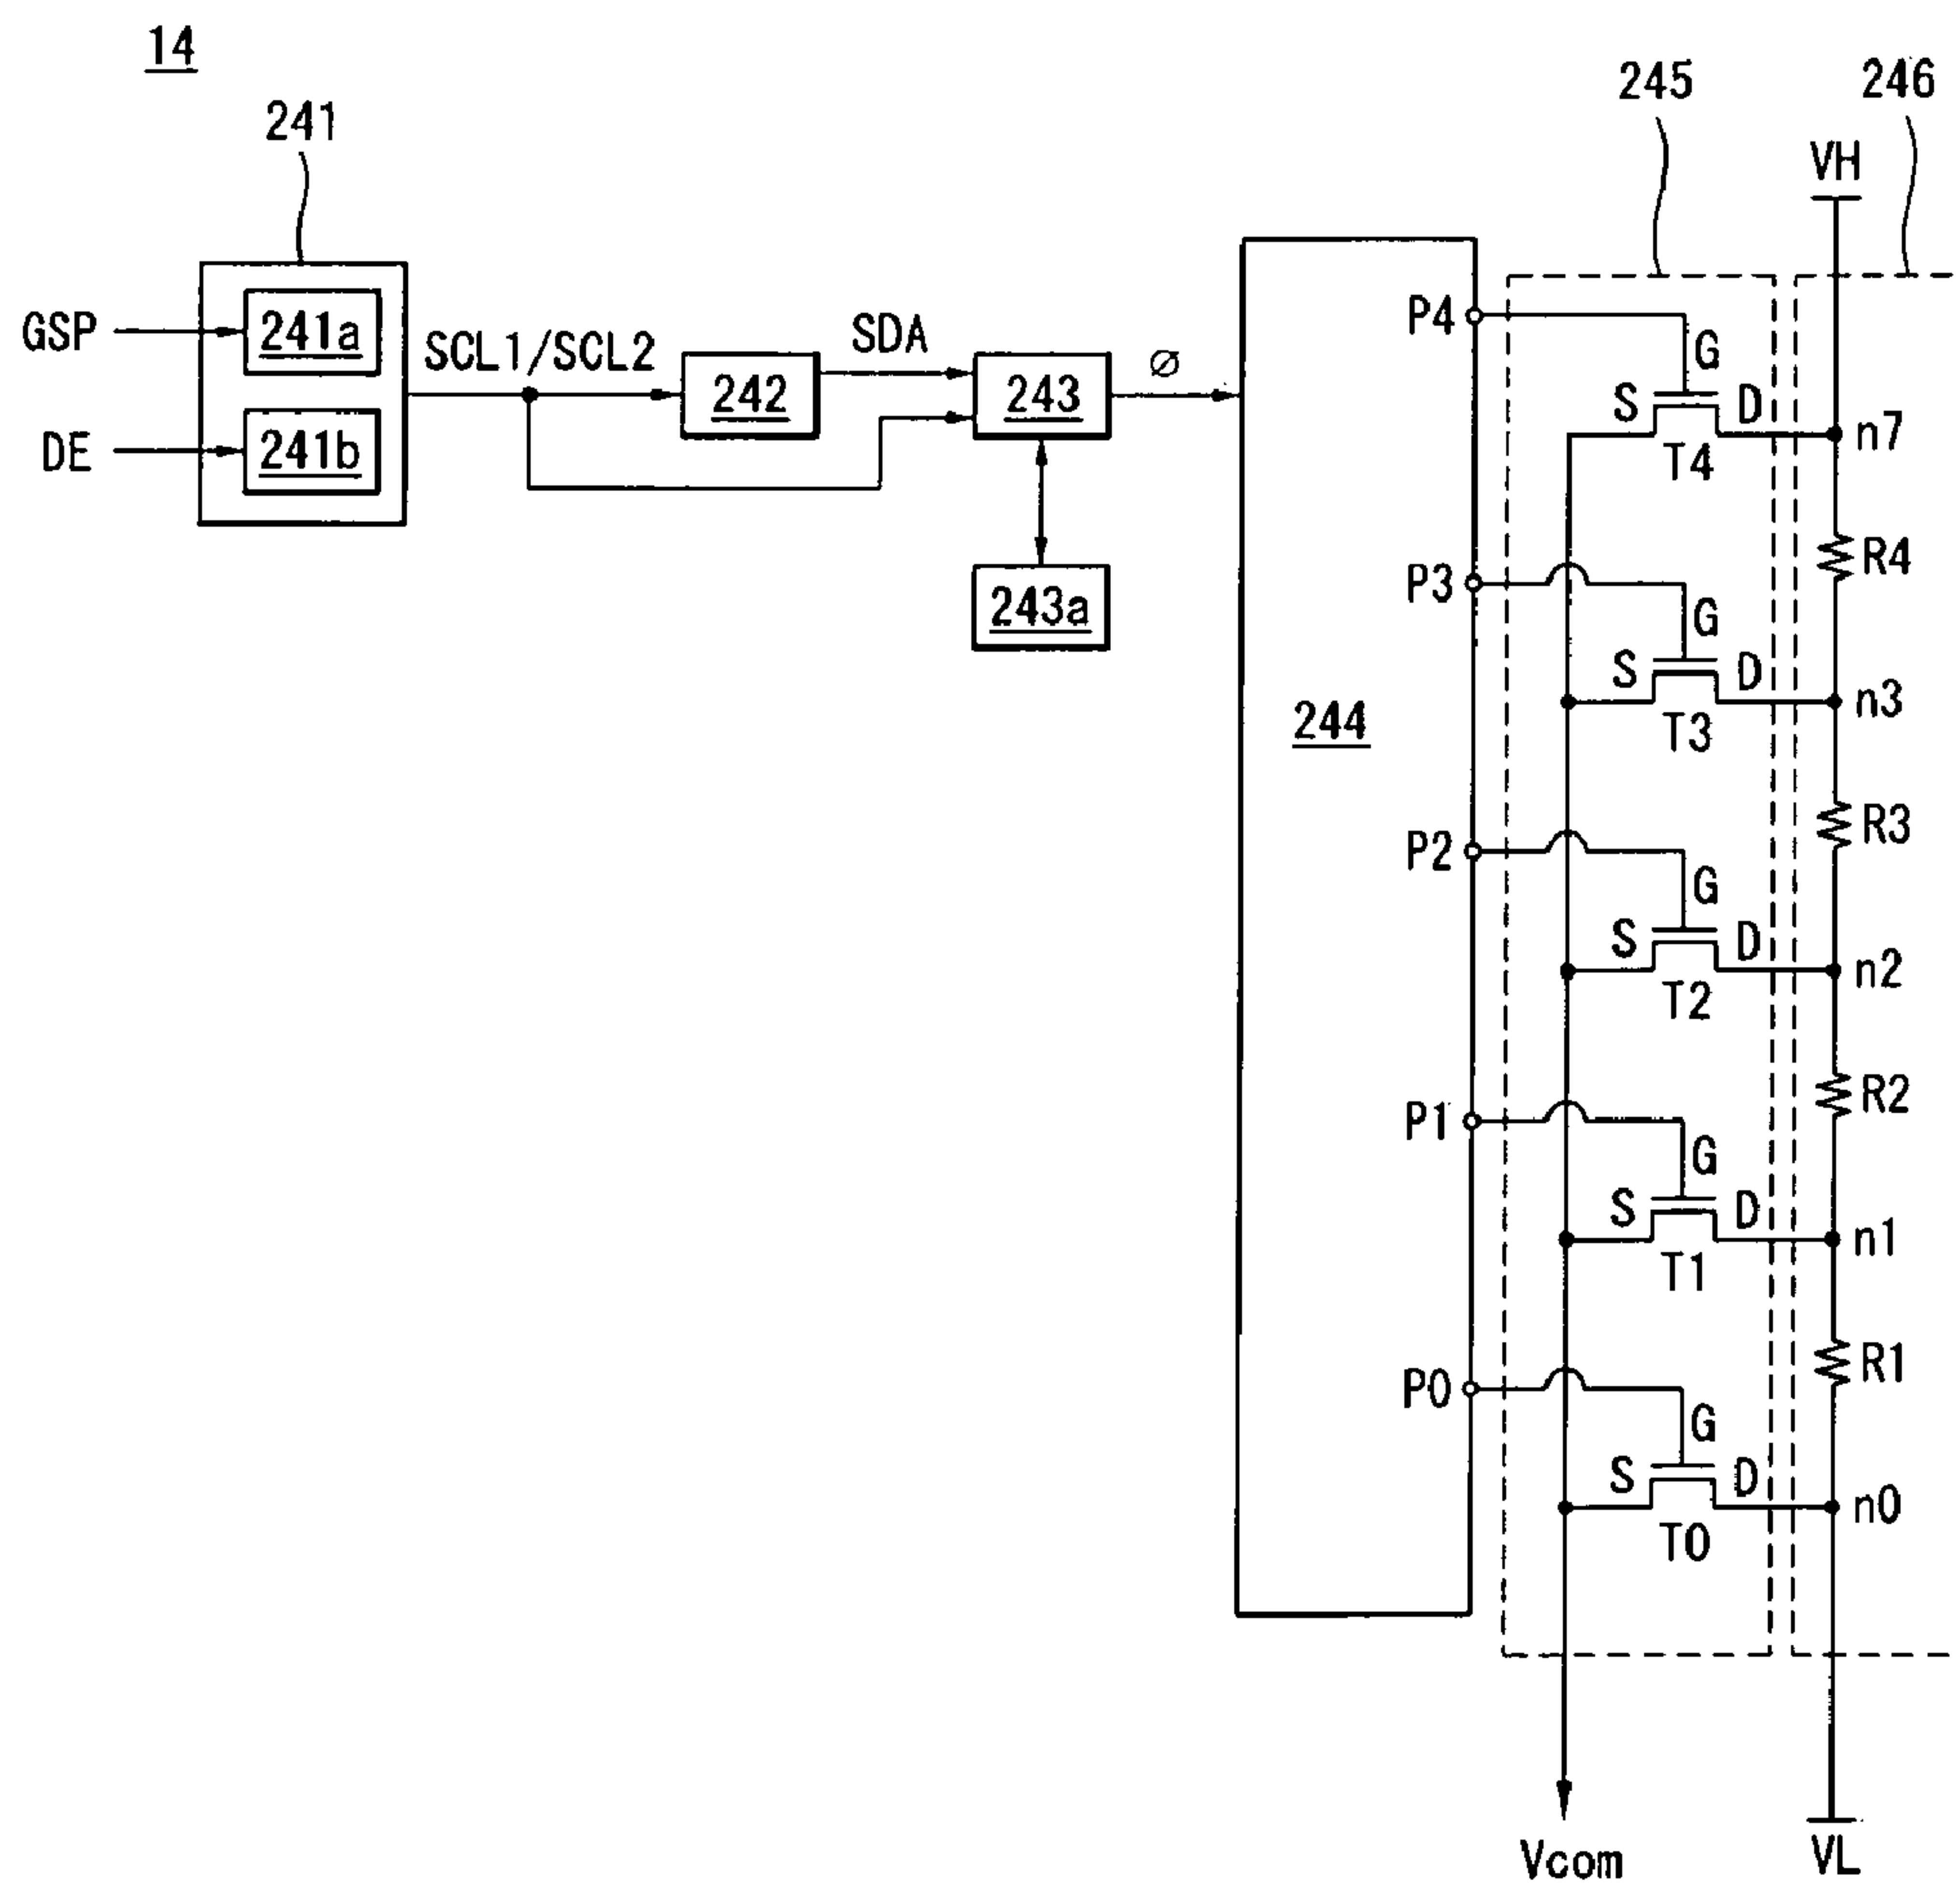 14
241
245
246
VH
GSP
241a
DE
241b
SCL1/SCL2
242
SDA
243
Ø
243a
244
P4
G
S
D
T4
n7
R4
P3
G
S
D
T3
n3
R3
P2
G
S
D
T2
n2
R2
P1
G
S
D
T1
n1
R1
P0
G
S
D
T0
n0
Vcom
VL